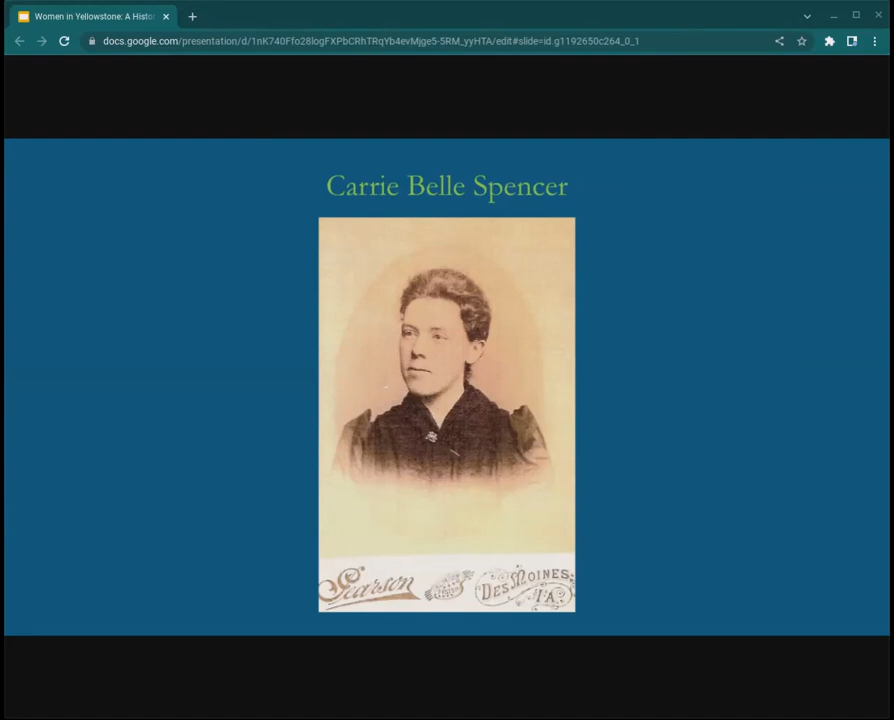 Women in Yellowstone: A Histo
docs.google.com/presentation/d/1nK740Ffo28logFXPbCRhTRqYb4evMjge5-5RM_yyHTA/edit#slide=id.g1192650c264_0_1
Carrie Belle Spencer
Pearson
DES MOINES,
IA.